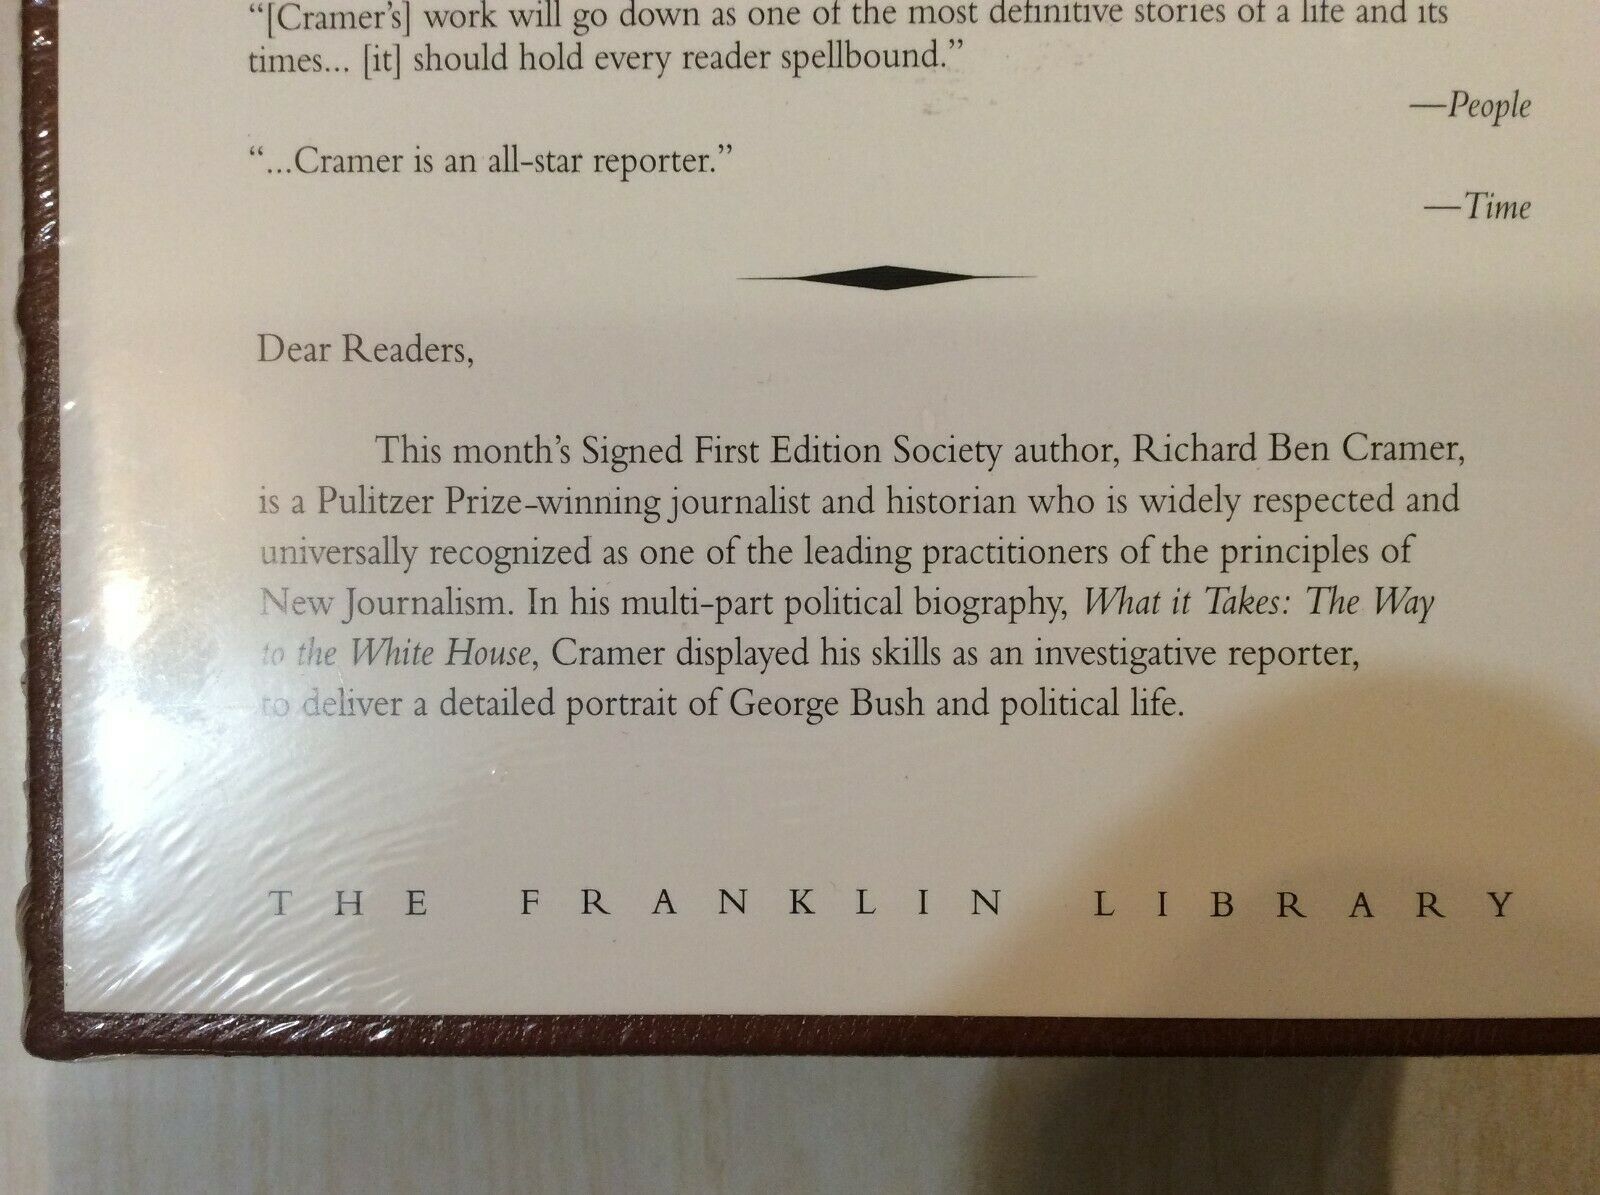 “[Cramer’s] work will go down as one of the most definitive stories of a life and its
times... [it] should hold every reader spellbound.”
—People
“...Cramer is an all-star reporter.”
—Time
Dear Readers,
This month’s Signed First Edition Society author, Richard Ben Cramer,
is a Pulitzer Prize-winning journalist and historian who is widely respected and
universally recognized as one of the leading practitioners of the principles of
New Journalism. In his multi-part political biography, What it Takes: The Way
to the White House, Cramer displayed his skills as an investigative reporter,
to deliver a detailed portrait of George Bush and political life.
THE FRANKLIN LIBRARY